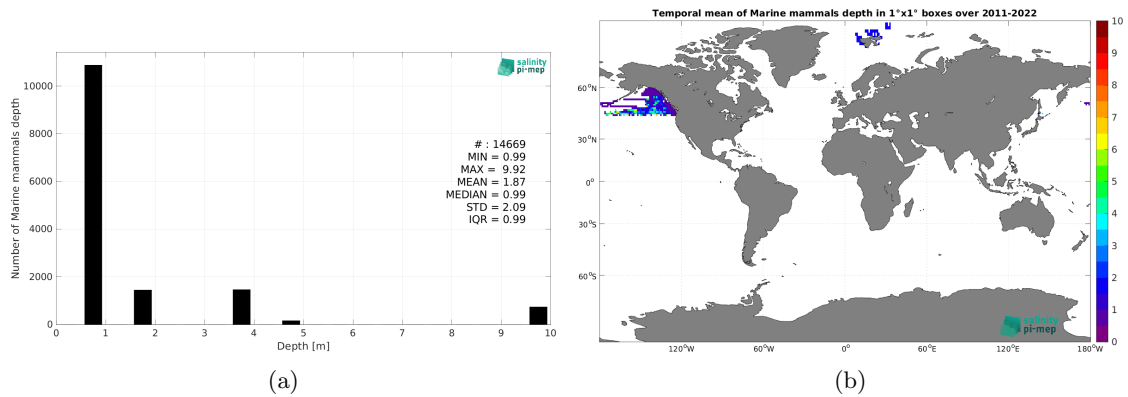 salinity
pi-mep
10000
8000
6000
4000
2000
0
Number of Marine mammals depth
# : 14669
MIN = 0.99
MAX = 9.92
MEAN = 1.87
MEDIAN = 0.99
STD = 2.09
IQR = 0.99
0 1 2 3 4 5 6 7 8 9 10
Depth [m]
(a)
Temporal mean of Marine mammals depth in 1°x1° boxes over 2011-2022
60°N
30°N
0°
30°S
60°S
salinity
pi-mep
120°W 60°W 0° 60°E 120°E 180°W
10
9
8
7
6
5
4
3
2
1
0
(b)